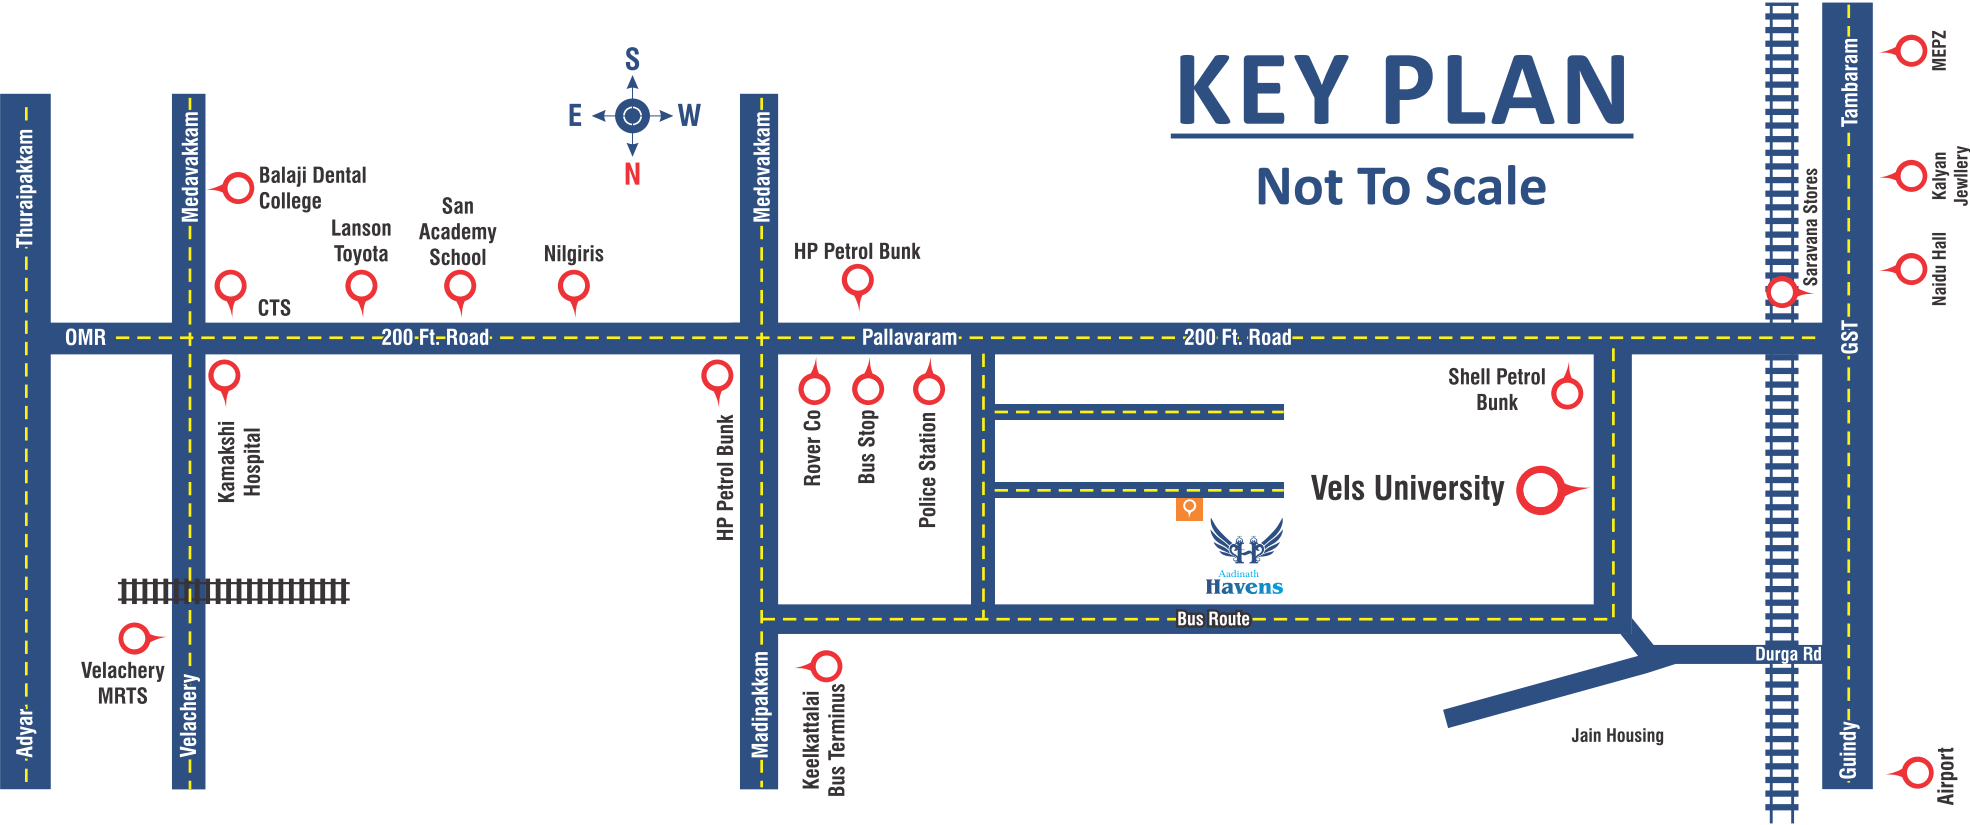 KEY PLAN
Not To Scale
S
E
W
N
Thuraipakkam
Adyar
Medavakkam
Velachery
Balaji Dental
College
CTS
Lanson
Toyota
San
Academy
School
Nilgiris
Medavakkam
HP Petrol Bunk
OMR
200 Ft. Road
Pallavaram
200 Ft. Road
Kamakshi
Hospital
HP Petrol Bunk
Rover Co
Bus Stop
Police Station
Shell Petrol
Bunk
Vels University
Aadinath
Havens
Bus Route
Velachery
MRTS
Madipakkam
Keelkattalai
Bus Terminus
Durga Rd
Jain Housing
Saravana Stores
Tambaram
GST
Guindy
MEPZ
Kalyan
Jewllery
Naidu Hall
Airport